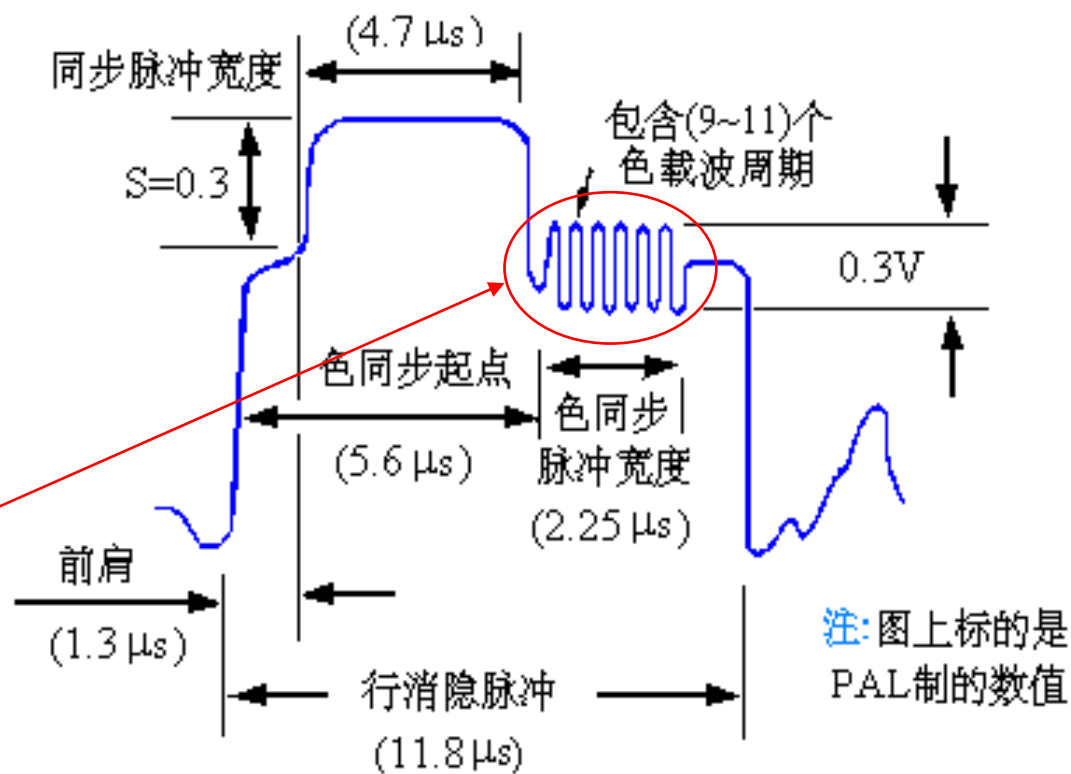 (4.7 μs)
同步脉冲宽度
包含(9~11)个
色载波周期
S=0.3
0.3V
色同步起点
(5.6 μs)
色同步
脉冲宽度
(2.25 μs)
前肩
(1.3 μs)
注:图上标的是
PAL制的数值
行消隐脉冲
(11.8 μs)